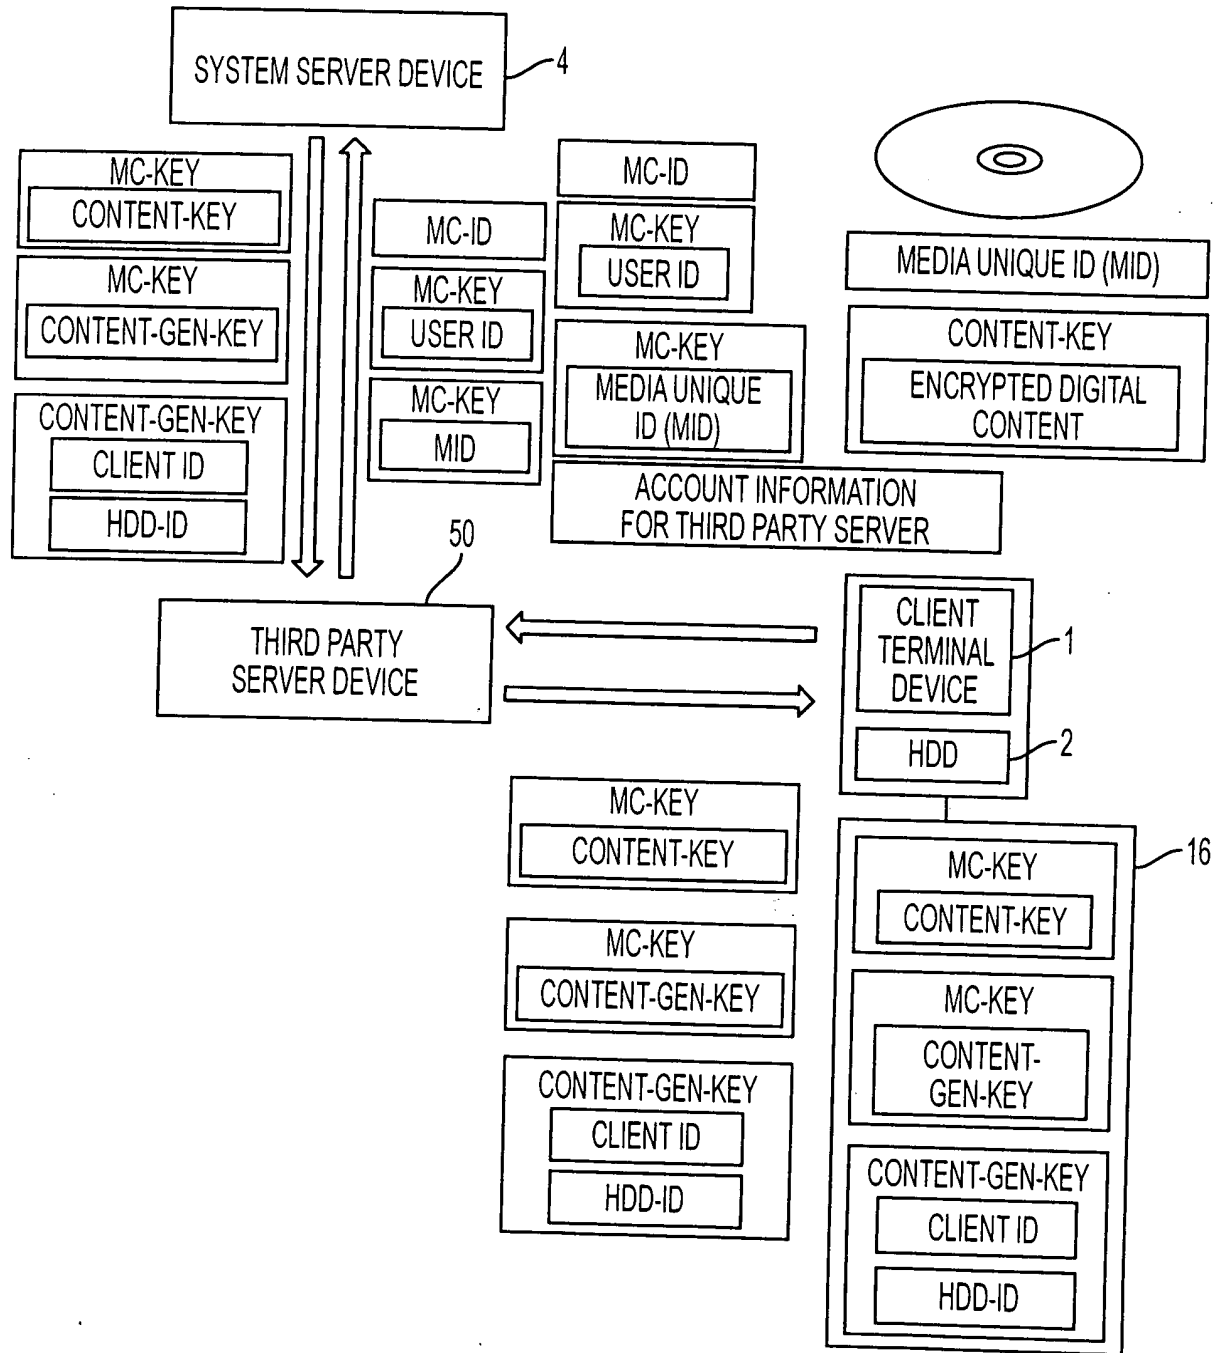 SYSTEM SERVER DEVICE
4
MC-KEY
CONTENT-KEY
MC-KEY
CONTENT-GEN-KEY
CONTENT-GEN-KEY
CLIENT ID
HDD-ID
MC-ID
MC-KEY
USER ID
MC-KEY
MID
MC-ID
MC-KEY
USER ID
MC-KEY
MEDIA UNIQUE
ID (MID)
ACCOUNT INFORMATION
FOR THIRD PARTY SERVER
MEDIA UNIQUE ID (MID)
CONTENT-KEY
ENCRYPTED DIGITAL
CONTENT
50
THIRD PARTY
SERVER DEVICE
CLIENT
TERMINAL
DEVICE
1
HDD
2
MC-KEY
CONTENT-KEY
MC-KEY
CONTENT-GEN-KEY
CONTENT-GEN-KEY
CLIENT ID
HDD-ID
16
MC-KEY
CONTENT-KEY
MC-KEY
CONTENT-
GEN-KEY
CONTENT-GEN-KEY
CLIENT ID
HDD-ID